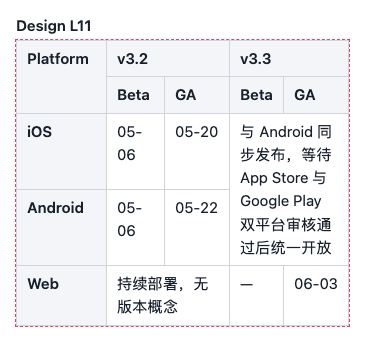 Design L11
Platform v3.2 v3.3
Beta GA Beta GA
iOS 05-06 05-20 与 Android 同步发布，等待 App Store 与 Google Play 双平台审核通过后统一开放
Android 05-06 05-22
Web 持续部署，无版本概念 — 06-03